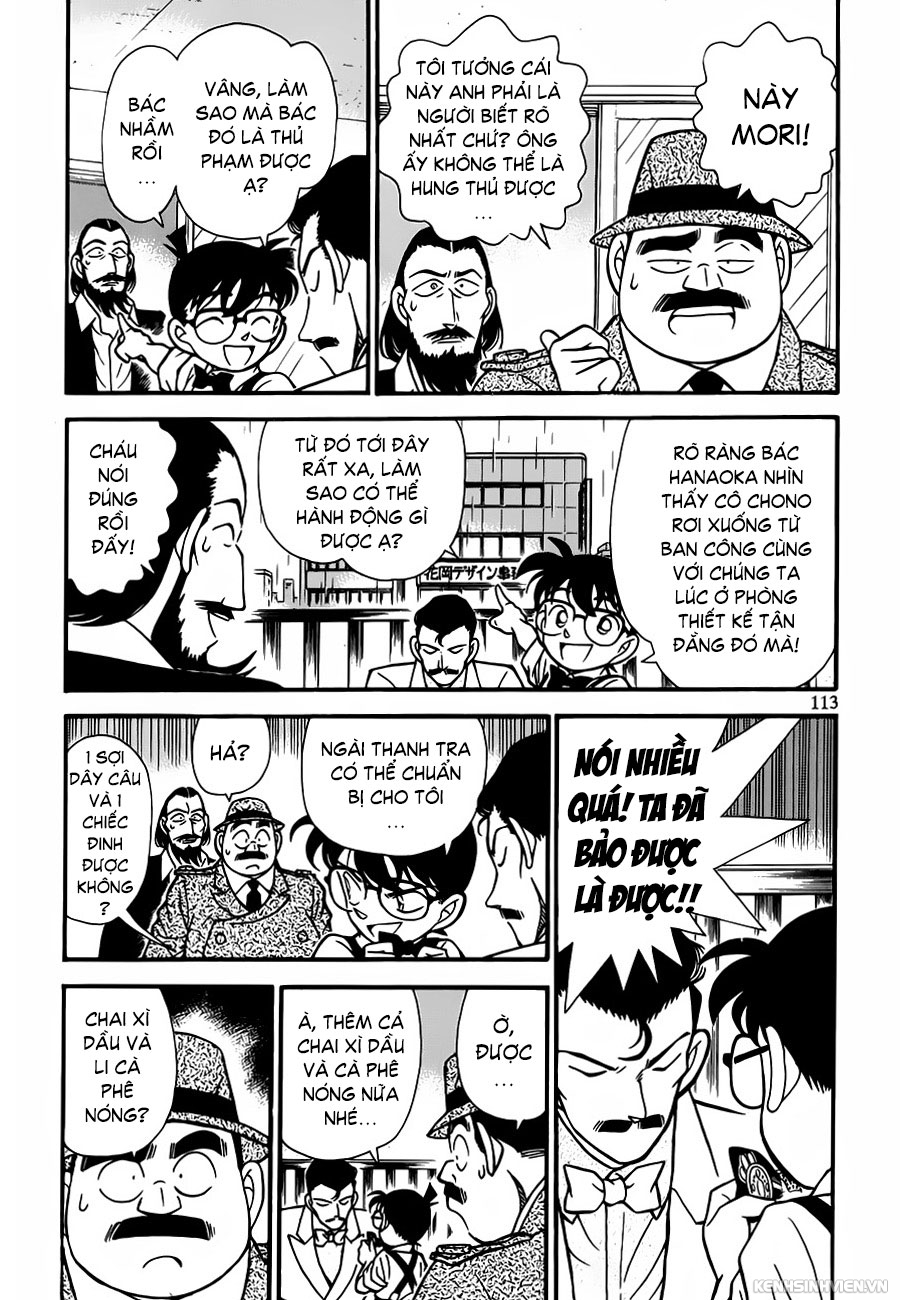 NÀY
MORI!
TÔI TƯỞNG CÁI
NÀY ANH PHẢI LÀ
NGƯỜI BIẾT RÕ
NHẤT CHỨ? ÔNG
ẤY KHÔNG THỂ LÀ
HUNG THỦ ĐƯỢC
...
VÂNG, LÀM
SAO MÀ BÁC
ĐÓ LÀ THỦ
PHẠM ĐƯỢC
Ạ?
BÁC
NHẦM
RỒI
...
RÕ RÀNG BÁC
HANAOKA NHÌN
THẤY CÔ CHONO
RƠI XUỐNG TỪ
BAN CÔNG CÙNG
VỚI CHÚNG TA
LÚC Ở PHÒNG
THIẾT KẾ TẬN
ĐẰNG ĐÓ MÀ!
TỪ ĐÓ TỚI ĐÂY
RẤT XA, LÀM
SAO CÓ THỂ
HÀNH ĐỘNG GÌ
ĐƯỢC Ạ?
花岡デザイン事務
CHÁU
NÓI
ĐÚNG
RỒI
ĐẤY!
113
NÓI NHIỀU
QUÁ! TA ĐÃ
BẢO ĐƯỢC
LÀ ĐƯỢC!!
NGÀI THANH TRA
CÓ THỂ CHUẨN
BỊ CHO TÔI
...
HẢ?
1 SỢI
DÂY CÂU
VÀ 1
CHIẾC
ĐINH
ĐƯỢC
KHÔNG
?
Ờ,
ĐƯỢC
...
À, THÊM CẢ
CHAI XÌ DẦU
VÀ CÀ PHÊ
NÓNG NỮA
NHÉ...
CHAI XÌ
DẦU VÀ
LI CÀ
PHÊ
NÓNG?
KENHSINHVIEN.VN